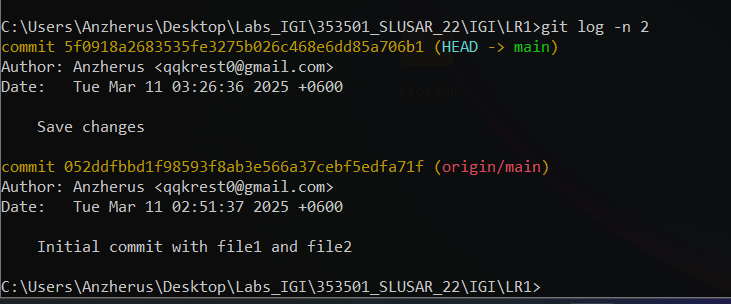 C:\Users\Anzherus\Desktop\Labs_IGI\353501_SLUSAR_22\IGI\LR1>git log -n 2
commit 5f0918a2683535fe3275b026c468e6dd85a706b1 (HEAD -> main)
Author: Anzherus <qqkrest0@gmail.com>
Date:   Tue Mar 11 03:26:36 2025 +0600
    Save changes
commit 052ddfbbd1f98593f8ab3e566a37cebf5edfa71f (origin/main)
Author: Anzherus <qqkrest0@gmail.com>
Date:   Tue Mar 11 02:51:37 2025 +0600
    Initial commit with file1 and file2
C:\Users\Anzherus\Desktop\Labs_IGI\353501_SLUSAR_22\IGI\LR1>